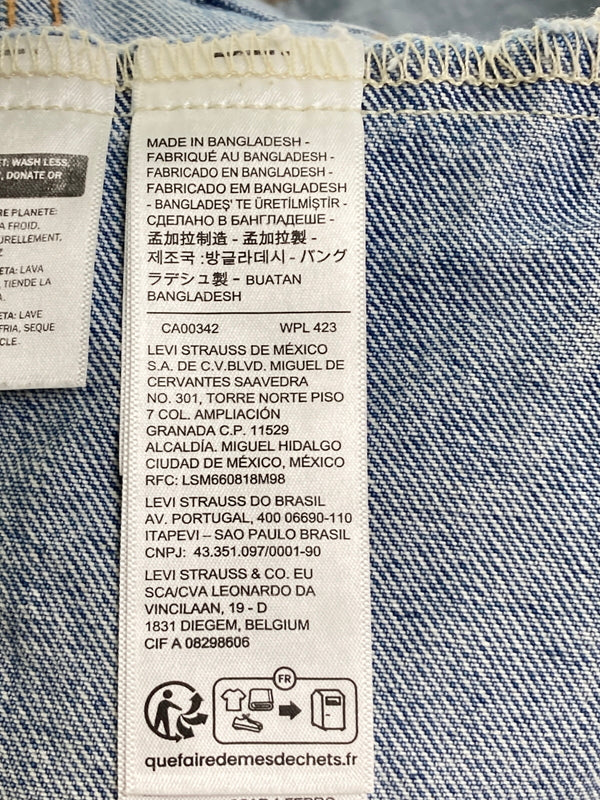 ET: WASH LESS,
, DONATE OR
RE PLANETE:
A FROID.
URELLEMENT,
Z
ETA: LAVA
, TIENDE LA
A.
ETA: LAVE
FRIA, SEQUE
CLE.
MADE IN BANGLADESH -
FABRIQUÉ AU BANGLADESH -
FABRICADO EN BANGLADESH -
FABRICADO EM BANGLADESH
- BANGLADEŞ' TE ÜRETİLMİŞTİR -
СДЕЛАНО В БАНГЛАДЕШЕ -
孟加拉制造 - 孟加拉製 -
제조국 :방글라데시 - バング
ラデシュ製 - BUATAN
BANGLADESH
CA00342 WPL 423
LEVI STRAUSS DE MÉXICO
S.A. DE C.V.BLVD. MIGUEL DE
CERVANTES SAAVEDRA
NO. 301, TORRE NORTE PISO
7 COL. AMPLIACIÓN
GRANADA C.P. 11529
ALCALDÍA. MIGUEL HIDALGO
CIUDAD DE MÉXICO, MÉXICO
RFC: LSM660818M98
LEVI STRAUSS DO BRASIL
AV. PORTUGAL, 400 06690-110
ITAPEVI – SAO PAULO BRASIL
CNPJ: 43.351.097/0001-90
LEVI STRAUSS & CO. EU
SCA/CVA LEONARDO DA
VINCILAAN, 19 - D
1831 DIEGEM, BELGIUM
CIF A 08298606
FR
quefairedemesdechets.fr